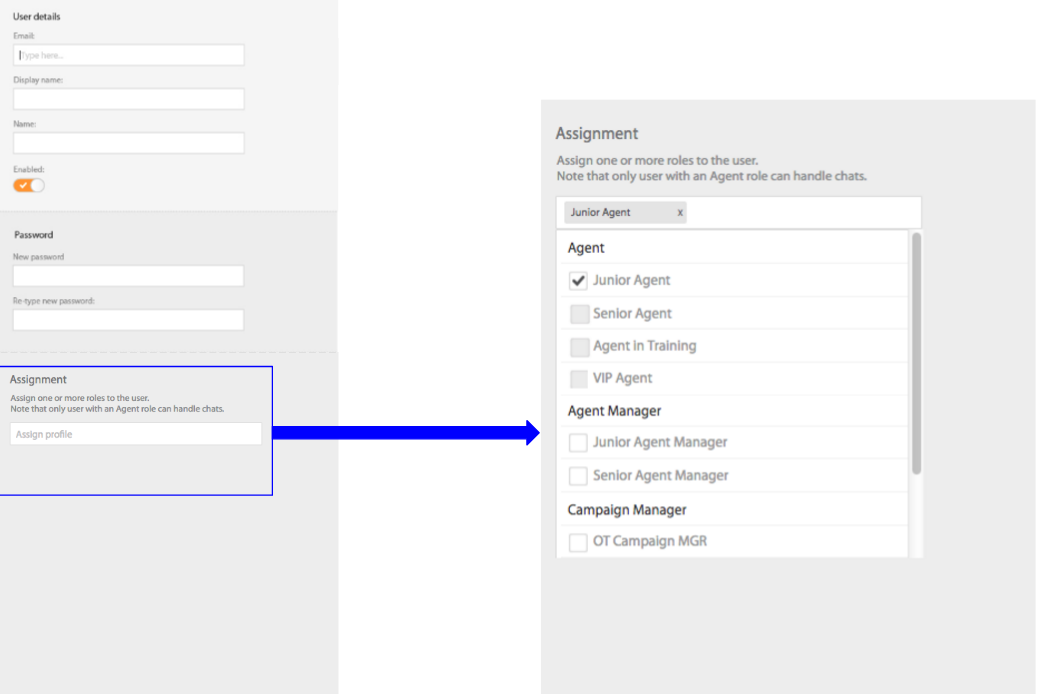 User details
Email:
Type here...
Display name:
Name:
Enabled:
Password
New password
Re-type new password:
Assignment
Assign one or more roles to the user.
Note that only user with an Agent role can handle chats.
Assign profile
Assignment
Assign one or more roles to the user.
Note that only user with an Agent role can handle chats.
Junior Agent x
Agent
Junior Agent
Senior Agent
Agent in Training
VIP Agent
Agent Manager
Junior Agent Manager
Senior Agent Manager
Campaign Manager
OT Campaign MGR